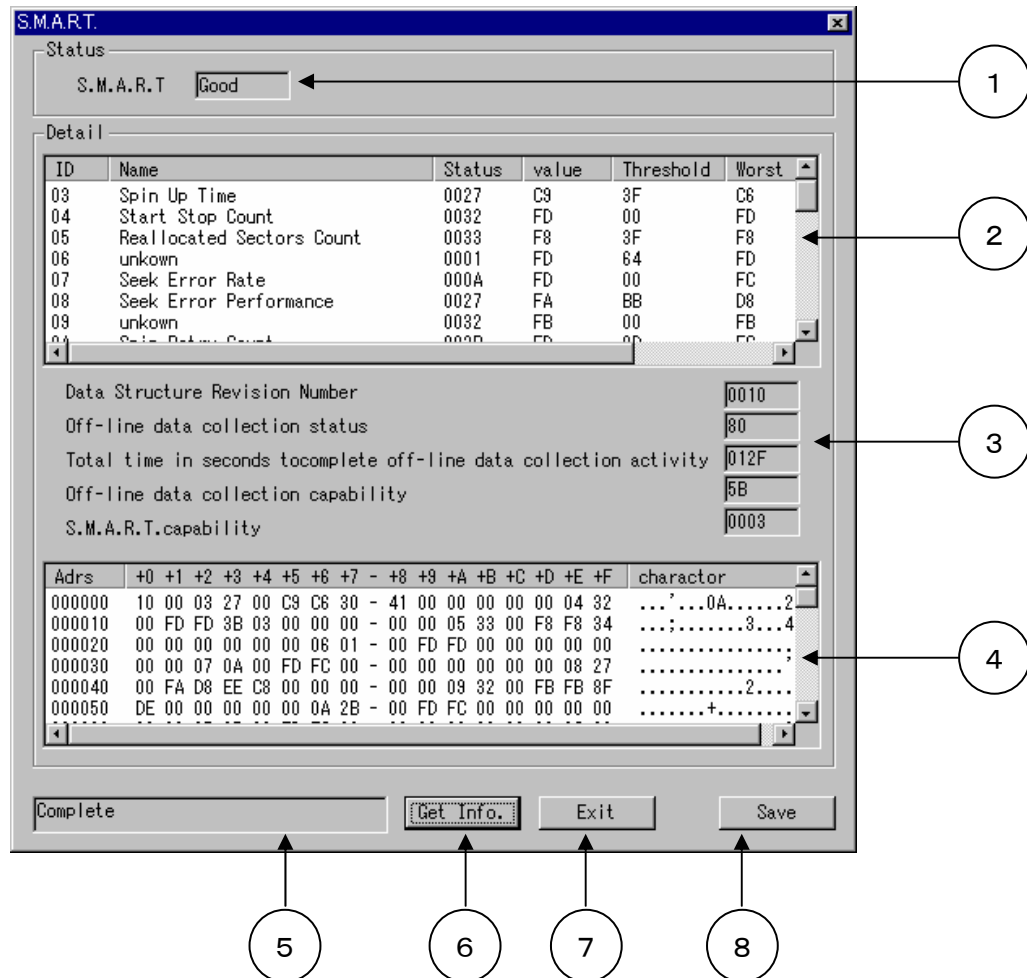 S.M.A.R.T.
Status
S.M.A.R.T Good
1
Detail
ID Name Status value Threshold Worst
03 Spin Up Time 0027 C9 3F C6
04 Start Stop Count 0032 FD 00 FD
05 Reallocated Sectors Count 0033 F8 3F F8
2
06 unkown 0001 FD 64 FD
07 Seek Error Rate 000A FD 00 FC
08 Seek Error Performance 0027 FA BB D8
09 unkown 0032 FB 00 FB
Data Structure Revision Number 0010
Off-line data collection status 80
3
Total time in seconds tocomplete off-line data collection activity 012F
Off-line data collection capability 5B
S.M.A.R.T.capability 0003
Adrs +0 +1 +2 +3 +4 +5 +6 +7 - +8 +9 +A +B +C +D +E +F charactor
000000 10 00 03 27 00 C9 C6 30 - 41 00 00 00 00 00 04 32 ...'...0A......2
000010 00 FD FD 3B 03 00 00 00 - 00 00 05 33 00 F8 F8 34 ...;.......3...4
000020 00 00 00 00 00 00 06 01 - 00 FD FD 00 00 00 00 00 ................
000030 00 00 07 0A 00 FD FC 00 - 00 00 00 00 00 00 08 27 ...............'
4
000040 00 FA D8 EE C8 00 00 00 - 00 00 09 32 00 FB FB 8F ...........2....
000050 DE 00 00 00 00 00 0A 2B - 00 FD FC 00 00 00 00 00 .......+........
Complete Get Info. Exit Save
5 6 7 8